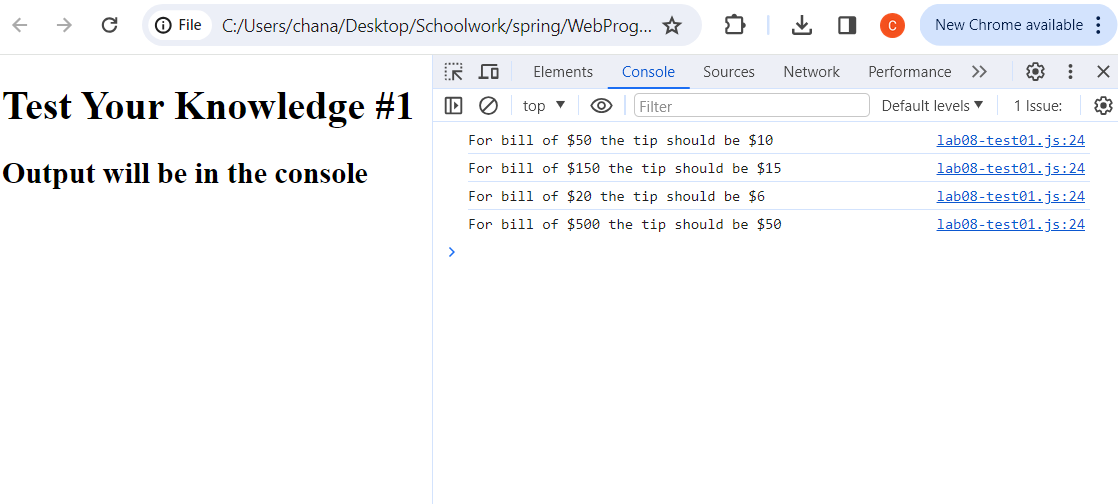 File C:/Users/chana/Desktop/Schoolwork/spring/WebProg... C New Chrome available
Test Your Knowledge #1
Output will be in the console
Elements Console Sources Network Performance
top Filter Default levels 1 Issue:
For bill of $50 the tip should be $10 lab08-test01.js:24
For bill of $150 the tip should be $15 lab08-test01.js:24
For bill of $20 the tip should be $6 lab08-test01.js:24
For bill of $500 the tip should be $50 lab08-test01.js:24